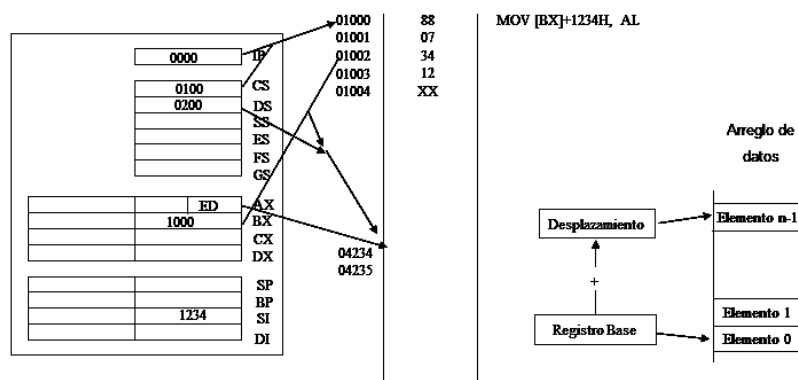 01000 88 MOV [BX]+1234H, AL
01001 07
0000 IP 01002 34
01003 12
0100 CS 01004 XX
0200 DS
SS
ES
FS
GS
Arreglo de
datos
ED AX
1000 BX
CX
DX
04234
04235
Desplazamiento
Elemento n-1
+
SP
BP
1234 SI
DI
Registro Base
Elemento 1
Elemento 0